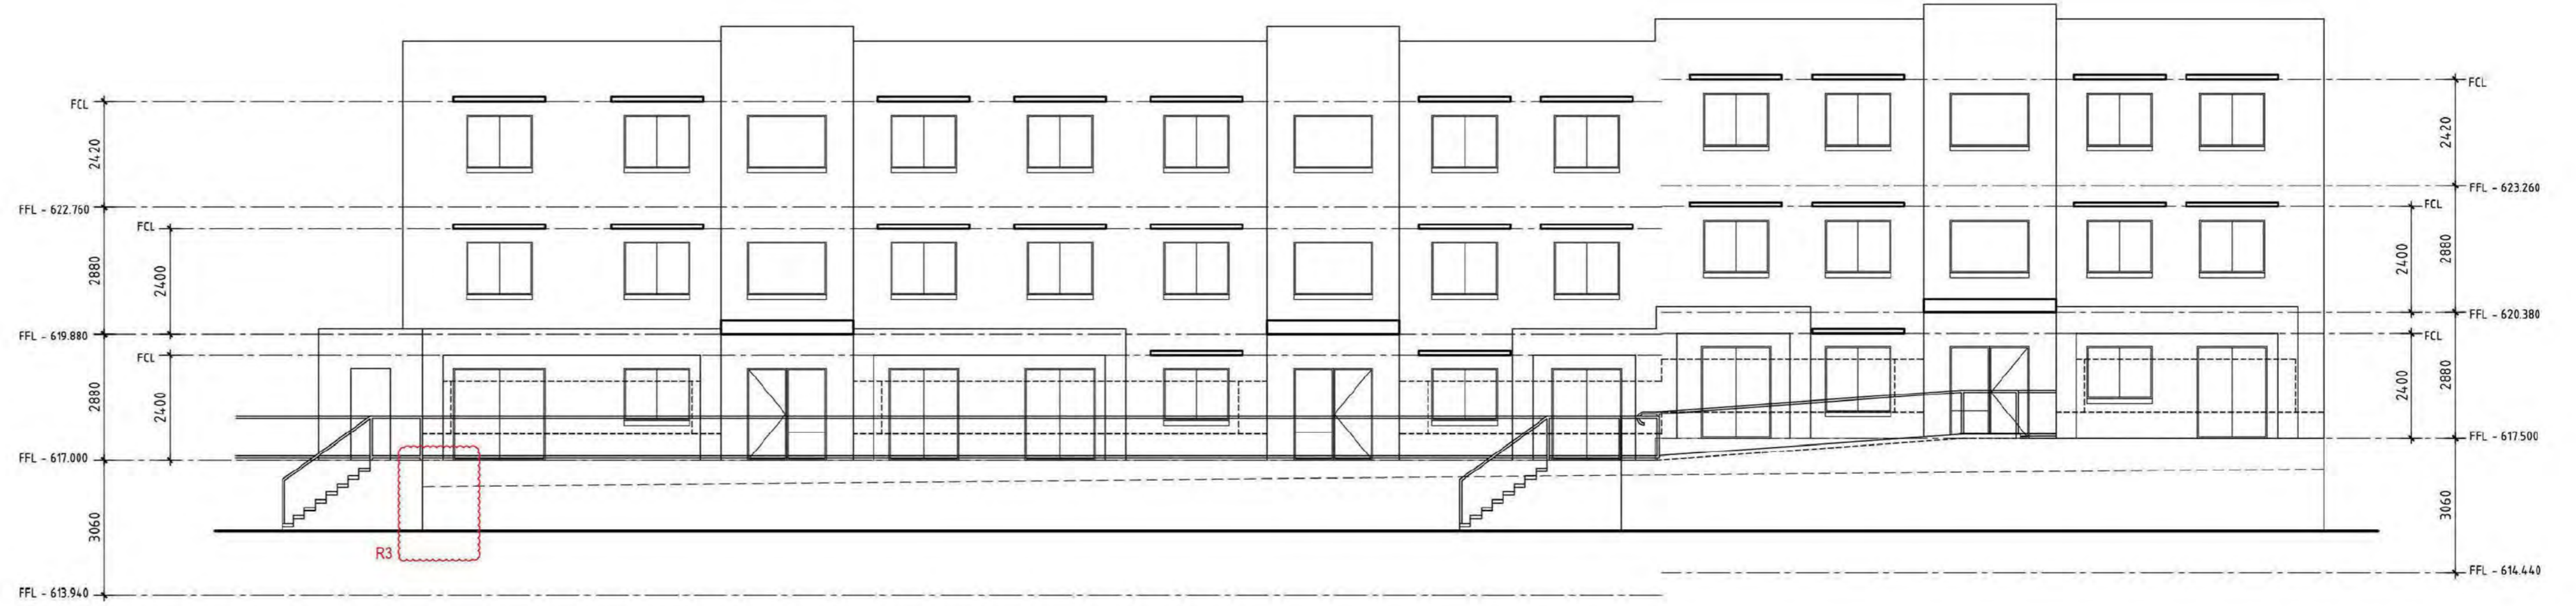 FCL
2420
FFL - 622.760
FCL
2880
2400
FFL - 619.880
FCL
2880
2400
FFL - 617.000
3060
R3
FFL - 613.940
FCL
2420
FFL - 623.260
FCL
2400
2880
FFL - 620.380
FCL
2400
2880
FFL - 617.500
3060
FFL - 614.440